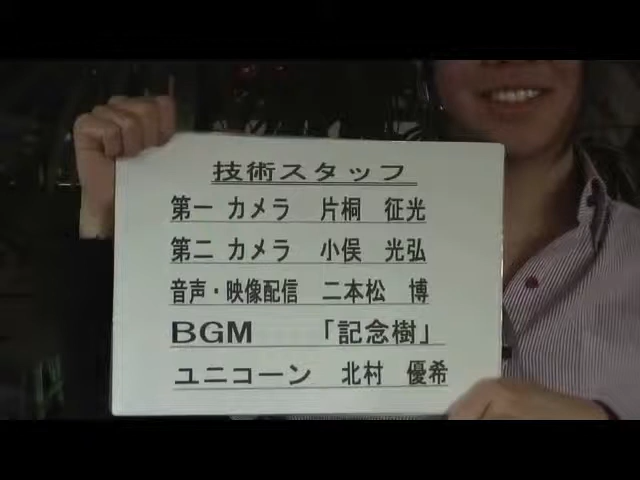 技術スタッフ
第一 カメラ 片桐 征光
第二 カメラ 小俣 光弘
音声・映像配信 二本松 博
BGM 「記念樹」
ユニコーン 北村 優希